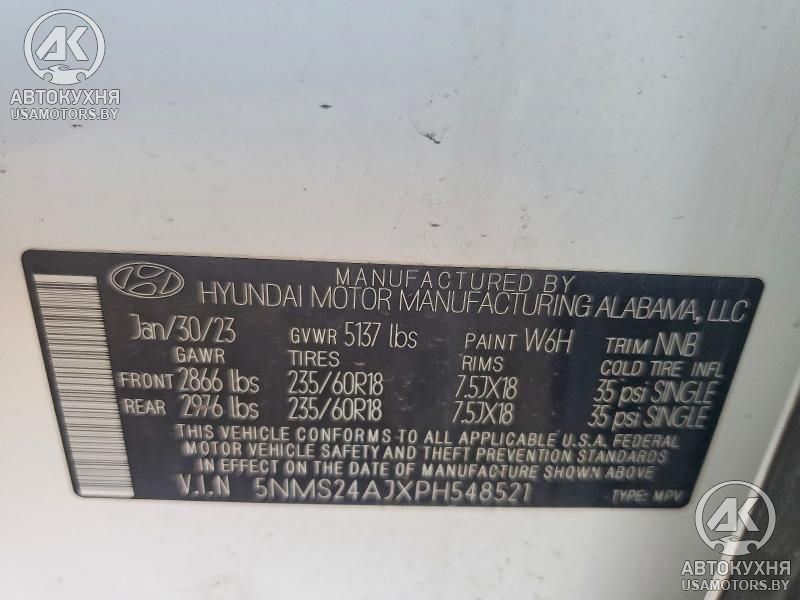 АК
АВТОКУХНЯ
USAMOTORS.BY
MANUFACTURED BY
HYUNDAI MOTOR MANUFACTURING ALABAMA, LLC
Jan/30/23 GVWR 5137 lbs PAINT W6H TRIM NNB
GAWR TIRES RIMS COLD TIRE INFL
FRONT 2866 lbs 235/60R18 7.5JX18 35 psi SINGLE
REAR 2976 lbs 235/60R18 7.5JX18 35 psi SINGLE
THIS VEHICLE CONFORMS TO ALL APPLICABLE U.S.A. FEDERAL
MOTOR VEHICLE SAFETY AND THEFT PREVENTION STANDARDS
IN EFFECT ON THE DATE OF MANUFACTURE SHOWN ABOVE
V.I.N 5NMS24AJXPH548521 TYPE: MPV
АК
АВТОКУХНЯ
USAMOTORS.BY